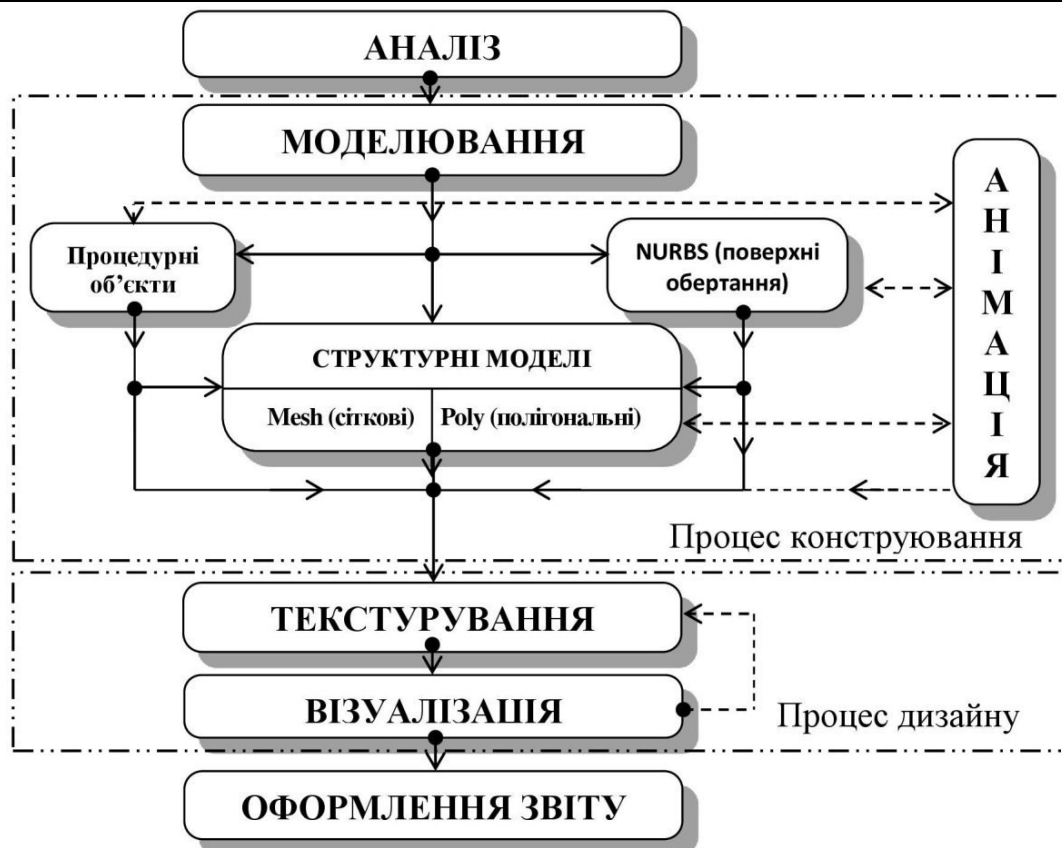 АНАЛІЗ
МОДЕЛЮВАННЯ
Процедурні
об’єкти
NURBS (поверхні
обертання)
СТРУКТУРНІ МОДЕЛІ
Mesh (сіткові)
Poly (полігональні)
А
Н
І
М
А
Ц
І
Я
Процес конструювання
ТЕКСТУРУВАННЯ
ВІЗУАЛІЗАЦІЯ
Процес дизайну
ОФОРМЛЕННЯ ЗВІТУ